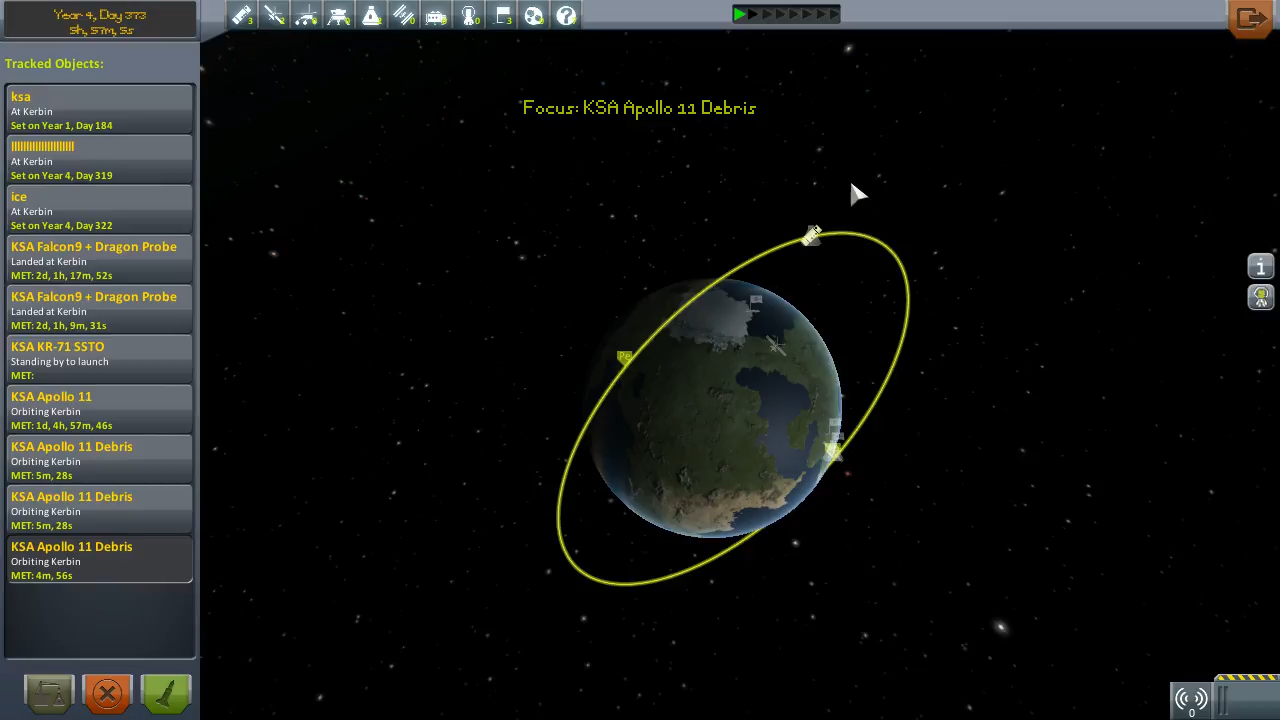 Year 4, Day 373
5h, 57m, 5s
Tracked Objects:
ksa
At Kerbin
Set on Year 1, Day 184
llllllllllllllllllll
At Kerbin
Set on Year 4, Day 319
ice
At Kerbin
Set on Year 4, Day 322
KSA Falcon9 + Dragon Probe
Landed at Kerbin
MET: 2d, 1h, 17m, 52s
KSA Falcon9 + Dragon Probe
Landed at Kerbin
MET: 2d, 1h, 9m, 31s
KSA KR-71 SSTO
Standing by to launch
MET:
KSA Apollo 11
Orbiting Kerbin
MET: 1d, 4h, 57m, 46s
KSA Apollo 11 Debris
Orbiting Kerbin
MET: 5m, 28s
KSA Apollo 11 Debris
Orbiting Kerbin
MET: 5m, 28s
KSA Apollo 11 Debris
Orbiting Kerbin
MET: 4m, 56s
Focus: KSA Apollo 11 Debris
Pe
0